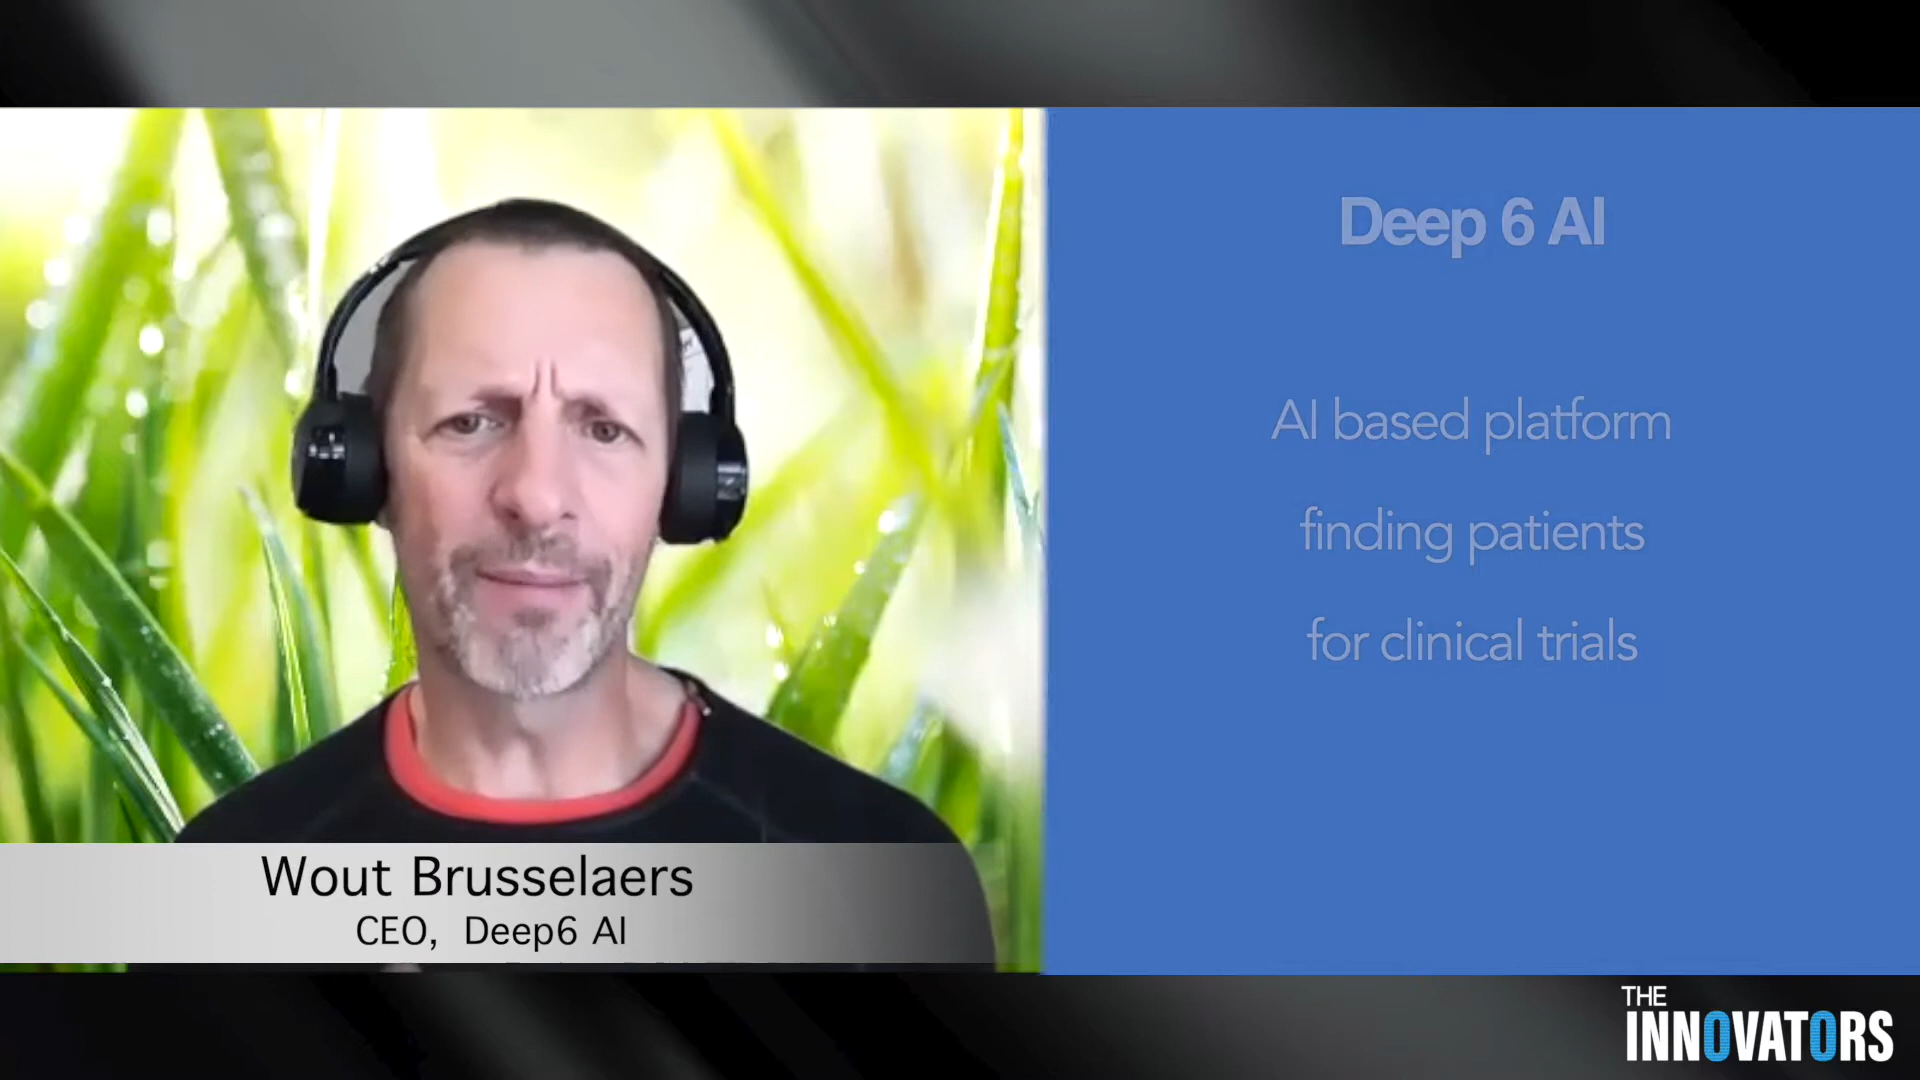 Deep 6 AI
AI based platform
finding patients
for clinical trials
Wout Brusselaers
CEO, Deep6 AI
THE
INNOVATORS